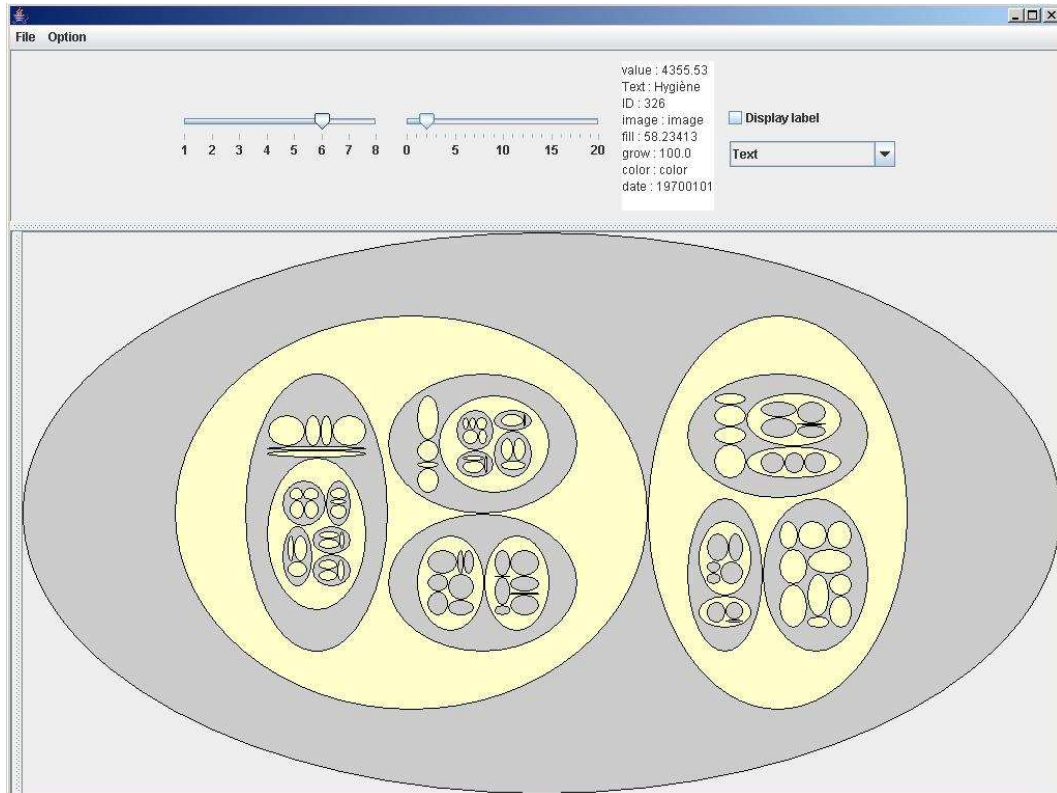 File Option
value : 4355.53
Text : Hygiène
ID : 326
image : image
fill : 58.23413
grow : 100.0
color : color
date : 19700101
1 2 3 4 5 6 7 8
0 5 10 15 20
Display label
Text